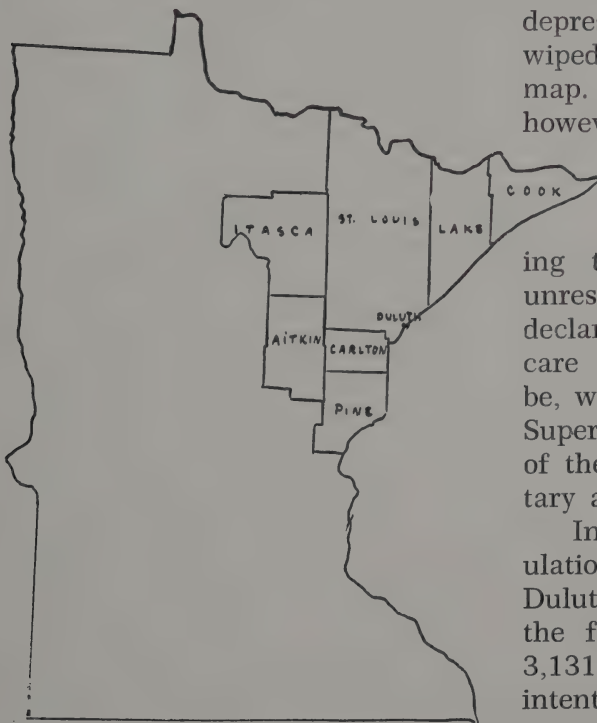 depre
wiped
map.
howev
COOK
ITASCA
ST. LOUIS
LAKE
ing t
unres
DULUTH
declar
AiTKIN
CARLTON
care
be, w
PINE
Super
of the
tary a
In
ulation
Dulut
the f
3,131
intent